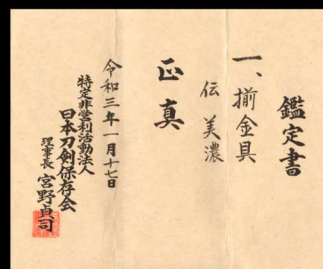 鑑定書
一、揃金具
伝 美濃
正真
令和三年一月十七日
特定非営利活動法人
日本刀剣保存会
理事長 宮野貞司